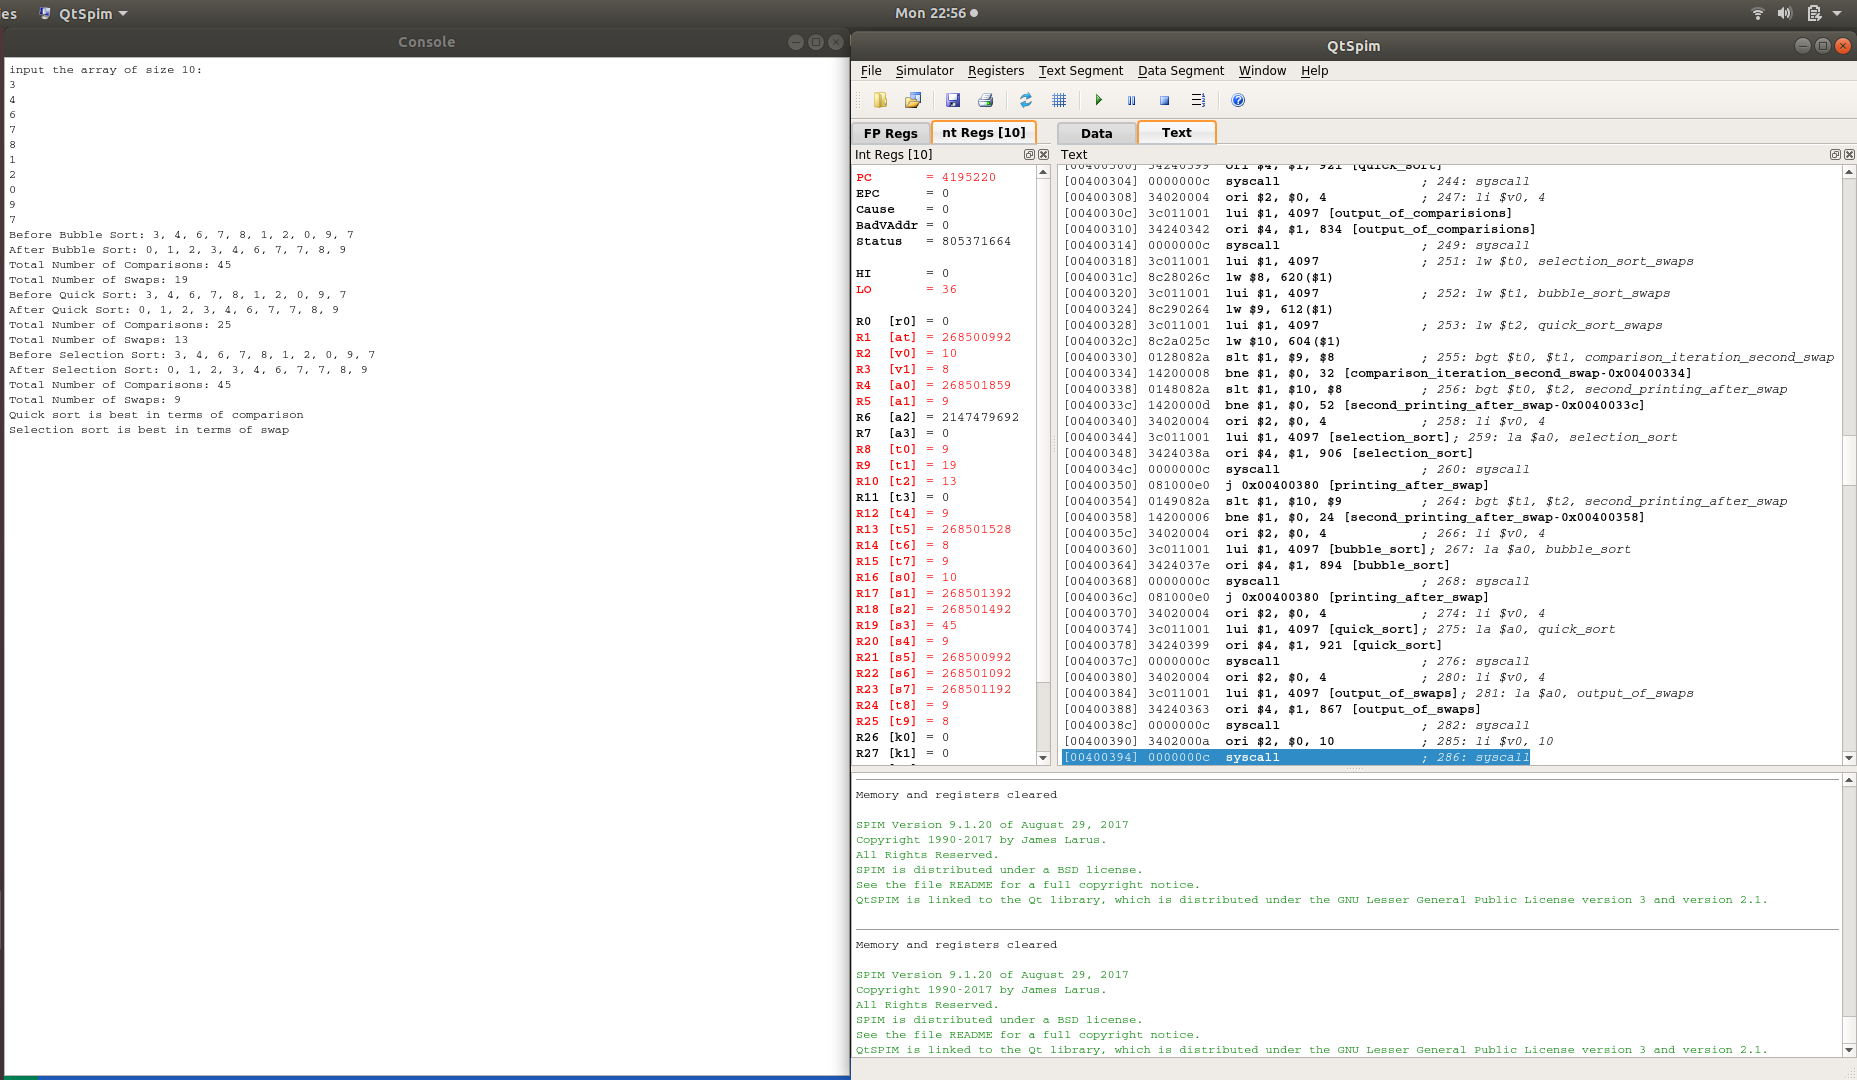 es QtSpim Mon 22:56
Console
input the array of size 10:
3
4
6
7
8
1
2
0
9
7
Before Bubble Sort: 3, 4, 6, 7, 8, 1, 2, 0, 9, 7
After Bubble Sort: 0, 1, 2, 3, 4, 6, 7, 7, 8, 9
Total Number of Comparisons: 45
Total Number of Swaps: 19
Before Quick Sort: 3, 4, 6, 7, 8, 1, 2, 0, 9, 7
After Quick Sort: 0, 1, 2, 3, 4, 6, 7, 7, 8, 9
Total Number of Comparisons: 25
Total Number of Swaps: 13
Before Selection Sort: 3, 4, 6, 7, 8, 1, 2, 0, 9, 7
After Selection Sort: 0, 1, 2, 3, 4, 6, 7, 7, 8, 9
Total Number of Comparisons: 45
Total Number of Swaps: 9
Quick sort is best in terms of comparison
Selection sort is best in terms of swap
QtSpim
File Simulator Registers Text Segment Data Segment Window Help
FP Regs nt Regs [10]
Int Regs [10]
PC = 4195220
EPC = 0
Cause = 0
BadVAddr = 0
Status = 805371664
HI = 0
LO = 36
R0 [r0] = 0
R1 [at] = 268500992
R2 [v0] = 10
R3 [v1] = 8
R4 [a0] = 268501859
R5 [a1] = 9
R6 [a2] = 2147479692
R7 [a3] = 0
R8 [t0] = 9
R9 [t1] = 19
R10 [t2] = 13
R11 [t3] = 0
R12 [t4] = 9
R13 [t5] = 268501528
R14 [t6] = 8
R15 [t7] = 9
R16 [s0] = 10
R17 [s1] = 268501392
R18 [s2] = 268501492
R19 [s3] = 45
R20 [s4] = 9
R21 [s5] = 268500992
R22 [s6] = 268501092
R23 [s7] = 268501192
R24 [t8] = 9
R25 [t9] = 8
R26 [k0] = 0
R27 [k1] = 0
Data Text
Text
[00400300] 34240399 ori $4, $1, 921 [quick_sort]
[00400304] 0000000c syscall ; 244: syscall
[00400308] 34020004 ori $2, $0, 4 ; 247: li $v0, 4
[0040030c] 3c011001 lui $1, 4097 [output_of_comparisions]
[00400310] 34240342 ori $4, $1, 834 [output_of_comparisions]
[00400314] 0000000c syscall ; 249: syscall
[00400318] 3c011001 lui $1, 4097 ; 251: lw $t0, selection_sort_swaps
[0040031c] 8c28026c lw $8, 620($1)
[00400320] 3c011001 lui $1, 4097 ; 252: lw $t1, bubble_sort_swaps
[00400324] 8c290264 lw $9, 612($1)
[00400328] 3c011001 lui $1, 4097 ; 253: lw $t2, quick_sort_swaps
[0040032c] 8c2a025c lw $10, 604($1)
[00400330] 0128082a slt $1, $9, $8 ; 255: bgt $t0, $t1, comparison_iteration_second_swap
[00400334] 14200008 bne $1, $0, 32 [comparison_iteration_second_swap-0x00400334]
[00400338] 0148082a slt $1, $10, $8 ; 256: bgt $t0, $t2, second_printing_after_swap
[0040033c] 1420000d bne $1, $0, 52 [second_printing_after_swap-0x0040033c]
[00400340] 34020004 ori $2, $0, 4 ; 258: li $v0, 4
[00400344] 3c011001 lui $1, 4097 [selection_sort]; 259: la $a0, selection_sort
[00400348] 3424038a ori $4, $1, 906 [selection_sort]
[0040034c] 0000000c syscall ; 260: syscall
[00400350] 081000e0 j 0x00400380 [printing_after_swap]
[00400354] 0149082a slt $1, $10, $9 ; 264: bgt $t1, $t2, second_printing_after_swap
[00400358] 14200006 bne $1, $0, 24 [second_printing_after_swap-0x00400358]
[0040035c] 34020004 ori $2, $0, 4 ; 266: li $v0, 4
[00400360] 3c011001 lui $1, 4097 [bubble_sort]; 267: la $a0, bubble_sort
[00400364] 3424037e ori $4, $1, 894 [bubble_sort]
[00400368] 0000000c syscall ; 268: syscall
[0040036c] 081000e0 j 0x00400380 [printing_after_swap]
[00400370] 34020004 ori $2, $0, 4 ; 274: li $v0, 4
[00400374] 3c011001 lui $1, 4097 [quick_sort]; 275: la $a0, quick_sort
[00400378] 34240399 ori $4, $1, 921 [quick_sort]
[0040037c] 0000000c syscall ; 276: syscall
[00400380] 34020004 ori $2, $0, 4 ; 280: li $v0, 4
[00400384] 3c011001 lui $1, 4097 [output_of_swaps]; 281: la $a0, output_of_swaps
[00400388] 34240363 ori $4, $1, 867 [output_of_swaps]
[0040038c] 0000000c syscall ; 282: syscall
[00400390] 3402000a ori $2, $0, 10 ; 285: li $v0, 10
[00400394] 0000000c syscall ; 286: syscall
Memory and registers cleared
SPIM Version 9.1.20 of August 29, 2017
Copyright 1990-2017 by James Larus.
All Rights Reserved.
SPIM is distributed under a BSD license.
See the file README for a full copyright notice.
QtSPIM is linked to the Qt library, which is distributed under the GNU Lesser General Public License version 3 and version 2.1.
Memory and registers cleared
SPIM Version 9.1.20 of August 29, 2017
Copyright 1990-2017 by James Larus.
All Rights Reserved.
SPIM is distributed under a BSD license.
See the file README for a full copyright notice.
QtSPIM is linked to the Qt library, which is distributed under the GNU Lesser General Public License version 3 and version 2.1.